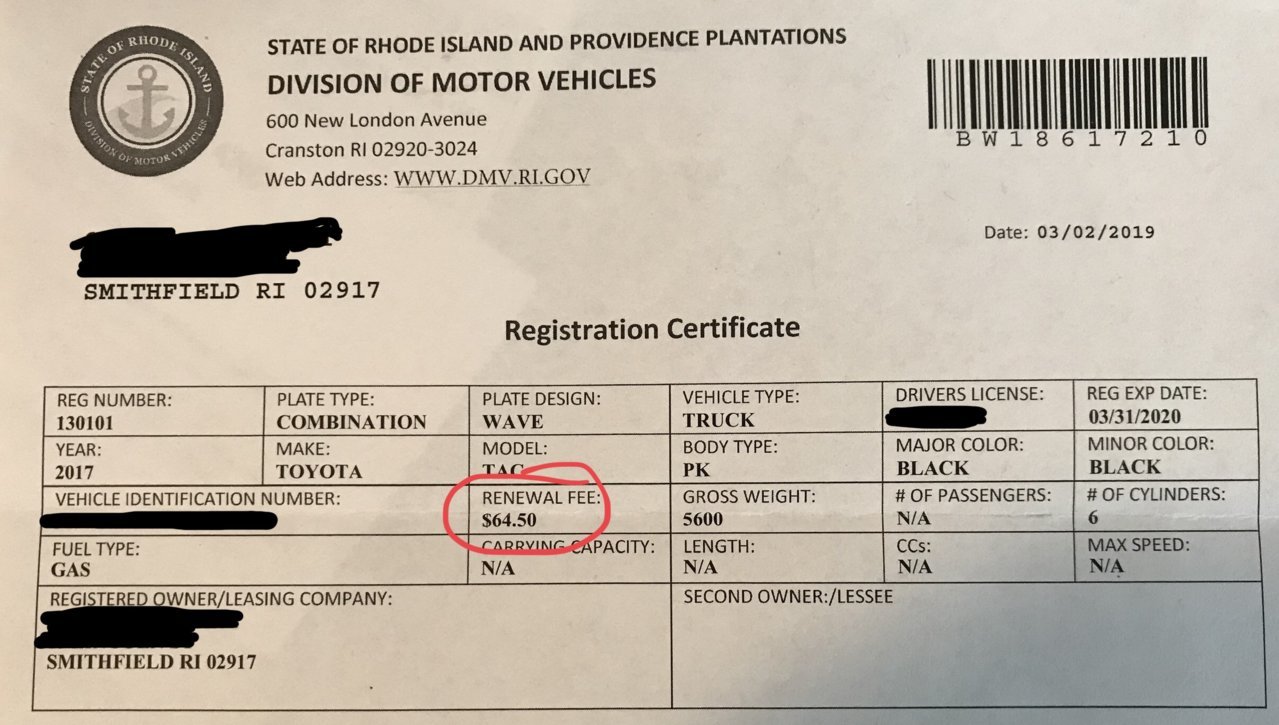 STATE OF RHODE ISLAND
DIVISION OF MOTOR VEHICLES
STATE OF RHODE ISLAND AND PROVIDENCE PLANTATIONS
DIVISION OF MOTOR VEHICLES
600 New London Avenue
Cranston RI 02920-3024
Web Address: WWW.DMV.RI.GOV
BW18617210
Date: 03/02/2019
SMITHFIELD RI 02917
Registration Certificate
REG NUMBER: PLATE TYPE: PLATE DESIGN: VEHICLE TYPE: DRIVERS LICENSE: REG EXP DATE:
130101 COMBINATION WAVE TRUCK 03/31/2020
YEAR: MAKE: MODEL: BODY TYPE: MAJOR COLOR: MINOR COLOR:
2017 TOYOTA TAC PK BLACK BLACK
VEHICLE IDENTIFICATION NUMBER: RENEWAL FEE: GROSS WEIGHT: # OF PASSENGERS: # OF CYLINDERS:
$64.50 5600 N/A 6
FUEL TYPE: CARRYING CAPACITY: LENGTH: CCs: MAX SPEED:
GAS N/A N/A N/A N/A
REGISTERED OWNER/LEASING COMPANY: SECOND OWNER:/LESSEE
SMITHFIELD RI 02917